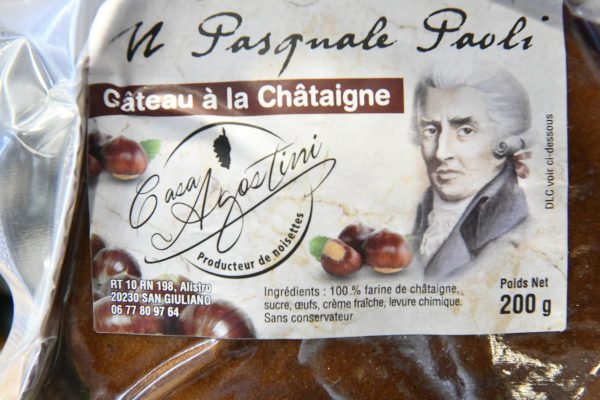 U Pasquale Paoli
Gâteau à la Châtaigne
Casa Agostini
Producteur de noisettes
DLC voir ci-dessous
RT 10 RN 198, Alistro
20230 SAN GIULIANO
06 77 80 97 64
Ingrédients : 100 % farine de châtaigne,
sucre, œufs, crème fraîche, levure chimique.
Sans conservateur
Poids Net
200 g